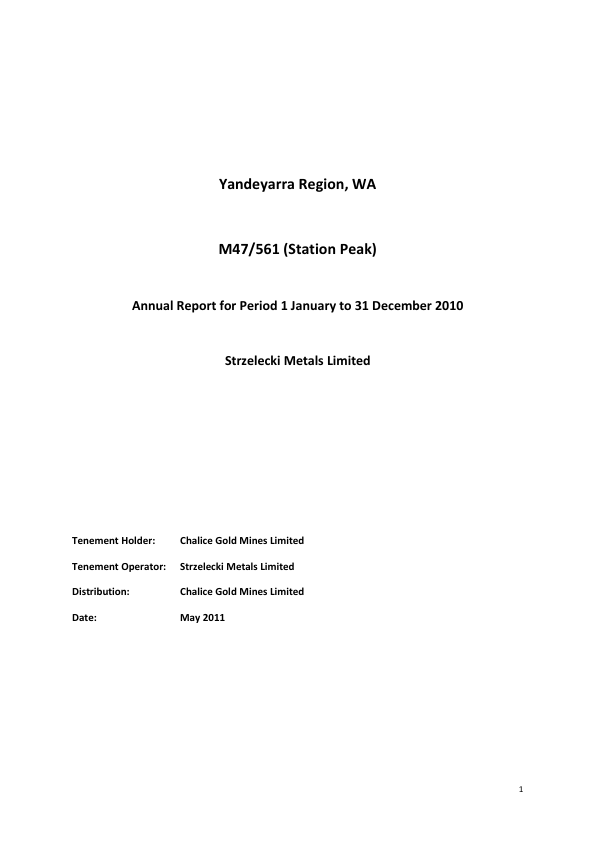 Yandeyarra Region, WA
M47/561 (Station Peak)
Annual Report for Period 1 January to 31 December 2010
Strzelecki Metals Limited
Tenement Holder: Chalice Gold Mines Limited
Tenement Operator: Strzelecki Metals Limited
Distribution: Chalice Gold Mines Limited
Date: May 2011
1